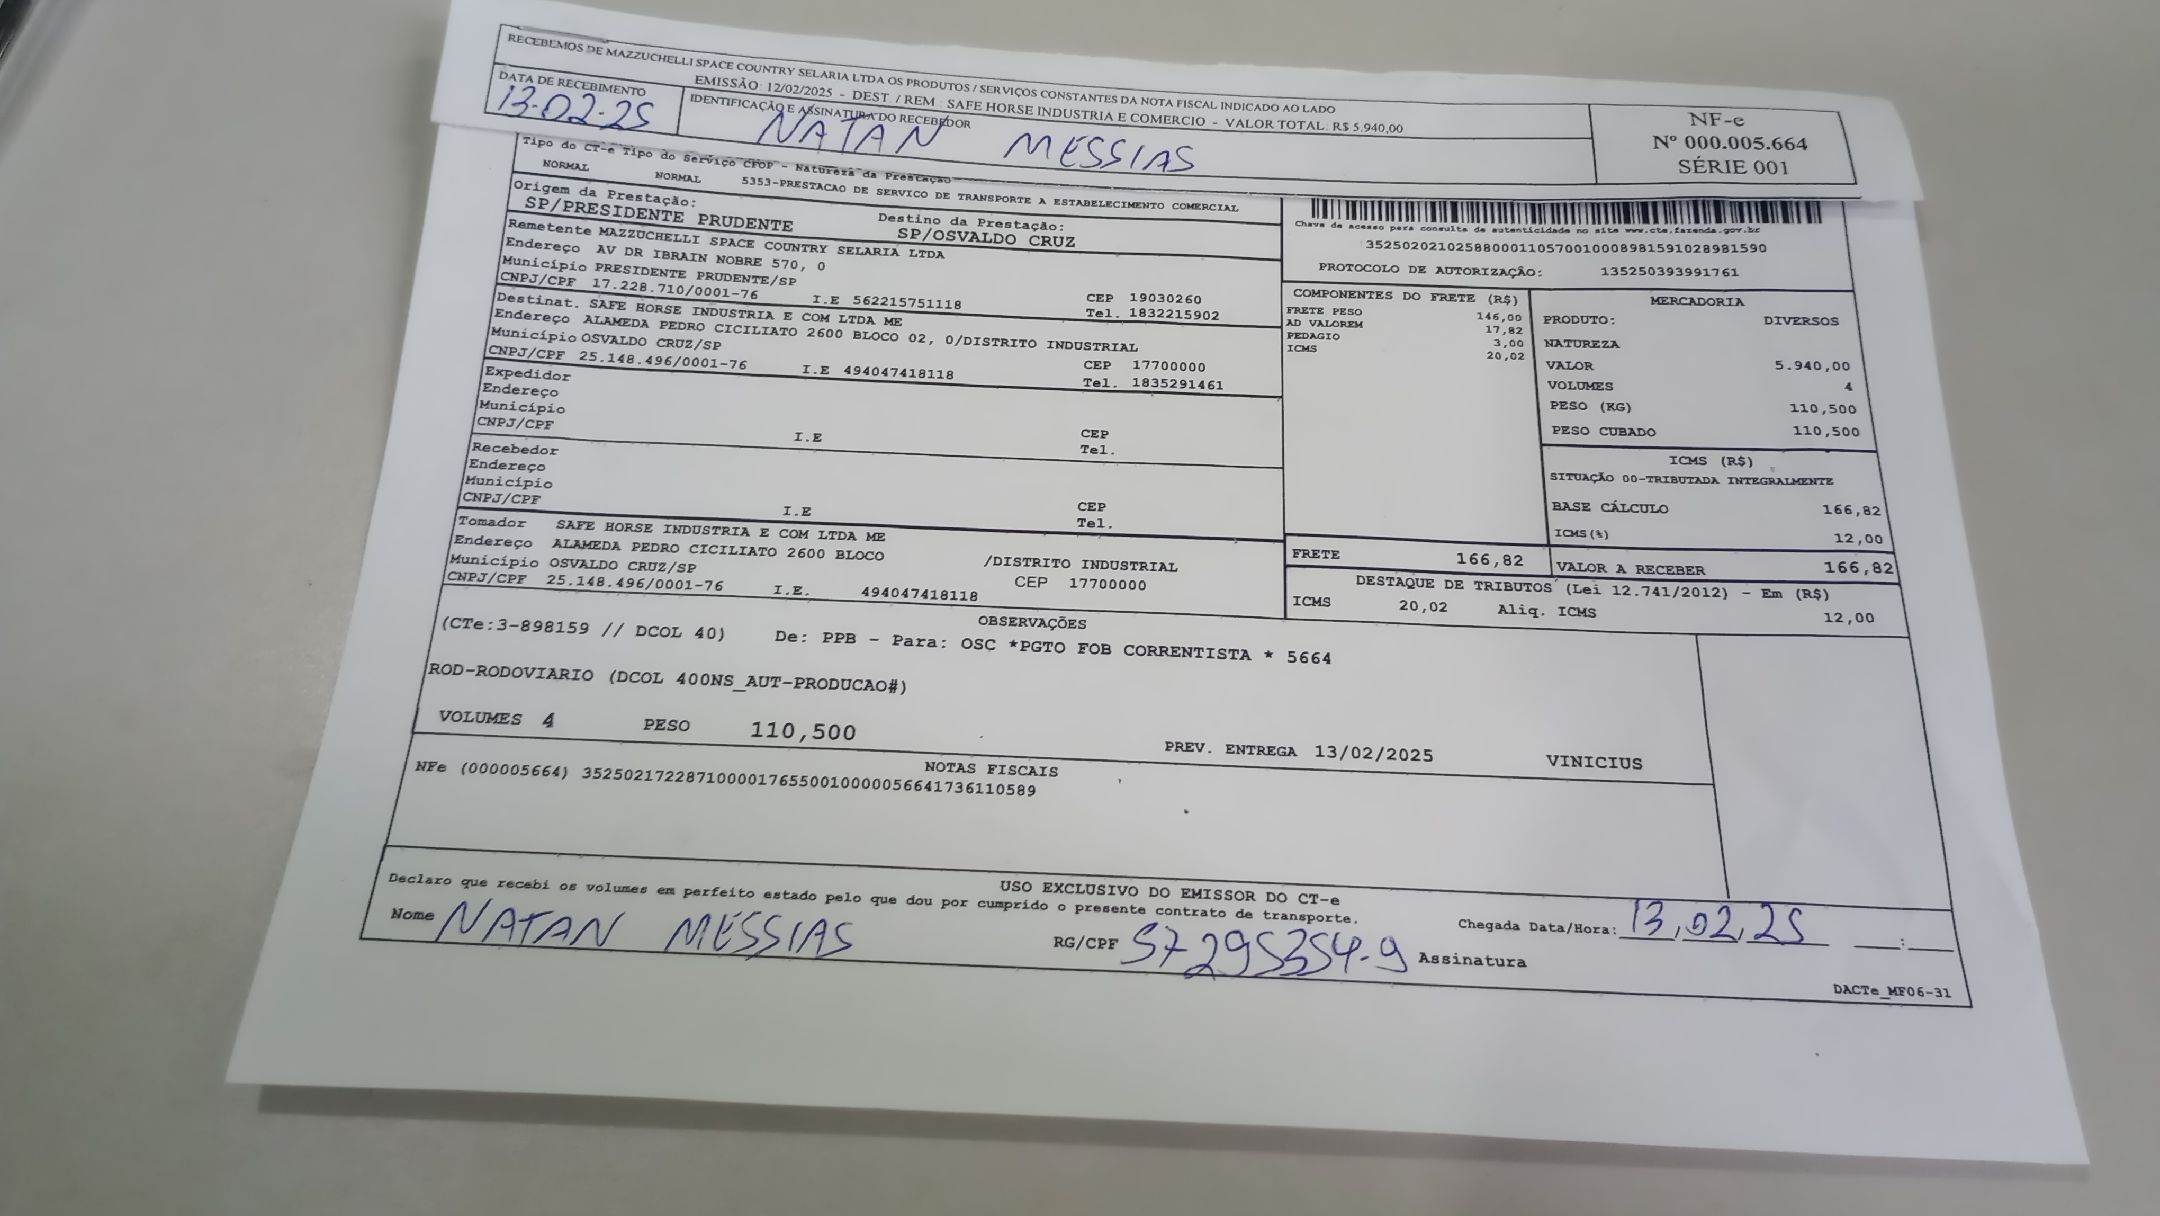 RECEBEMOS DE MAZZUCHELLI SPACE COUNTRY SELARIA LTDA OS PRODUTOS / SERVIÇOS CONSTANTES DA NOTA FISCAL INDICADO AO LADO
EMISSÃO: 12/02/2025 - DEST. / REM.: SAFE HORSE INDUSTRIA E COMERCIO - VALOR TOTAL: R$ 5.940,00
DATA DE RECEBIMENTO
13-02-25
IDENTIFICAÇÃO E ASSINATURA DO RECEBEDOR
NATAN MESSIAS
NF-e
Nº 000.005.664
SÉRIE 001
Tipo do CT-e Tipo do Serviço CFOP - Natureza da Prestação
NORMAL NORMAL 5353-PRESTACAO DE SERVICO DE TRANSPORTE A ESTABELECIMENTO COMERCIAL
Origem da Prestação: Destino da Prestação:
SP/PRESIDENTE PRUDENTE SP/OSVALDO CRUZ
Remetente MAZZUCHELLI SPACE COUNTRY SELARIA LTDA
Endereço AV DR IBRAIN NOBRE 570, 0
Município PRESIDENTE PRUDENTE/SP CEP 19030260
CNPJ/CPF 17.228.710/0001-76 I.E 562215751118 Tel. 1832215902
Destinat. SAFE HORSE INDUSTRIA E COM LTDA ME
Endereço ALAMEDA PEDRO CICILIATO 2600 BLOCO 02, 0/DISTRITO INDUSTRIAL
Município OSVALDO CRUZ/SP CEP 17700000
CNPJ/CPF 25.148.496/0001-76 I.E 494047418118 Tel. 1835291461
Expedidor
Endereço
Município CEP
CNPJ/CPF I.E Tel.
Recebedor
Endereço
Município CEP
CNPJ/CPF I.E Tel.
Tomador SAFE HORSE INDUSTRIA E COM LTDA ME
Endereço ALAMEDA PEDRO CICILIATO 2600 BLOCO /DISTRITO INDUSTRIAL
Município OSVALDO CRUZ/SP CEP 17700000
CNPJ/CPF 25.148.496/0001-76 I.E. 494047418118
Chave de acesso para consulta de autenticidade no site www.cte.fazenda.gov.br
35250202102588000110570010008981591028981590
PROTOCOLO DE AUTORIZAÇÃO: 135250393991761
COMPONENTES DO FRETE (R$)
FRETE PESO 146,00
AD VALOREM 17,82
PEDAGIO 3,00
ICMS 20,02
MERCADORIA
PRODUTO: DIVERSOS
NATUREZA
VALOR 5.940,00
VOLUMES 4
PESO (KG) 110,500
PESO CUBADO 110,500
ICMS (R$)
SITUAÇÃO 00-TRIBUTADA INTEGRALMENTE
BASE CÁLCULO 166,82
ICMS(%) 12,00
FRETE 166,82 VALOR A RECEBER 166,82
DESTAQUE DE TRIBUTOS (Lei 12.741/2012) - Em (R$)
ICMS 20,02 Aliq. ICMS 12,00
OBSERVAÇÕES
(CTe:3-898159 // DCOL 40) De: PPB - Para: OSC *PGTO FOB CORRENTISTA * 5664
ROD-RODOVIARIO (DCOL 400NS_AUT-PRODUCAO#)
VOLUMES 4 PESO 110,500 PREV. ENTREGA 13/02/2025 VINICIUS
NOTAS FISCAIS
NFe (000005664) 35250217228710000176550010000056641736110589
USO EXCLUSIVO DO EMISSOR DO CT-e
Declaro que recebi os volumes em perfeito estado pelo que dou por cumprido o presente contrato de transporte.
Nome NATAN MESSIAS RG/CPF 57295354-9 Assinatura
Chegada Data/Hora: 13,02,25 __:__
DACTe_MF06-31